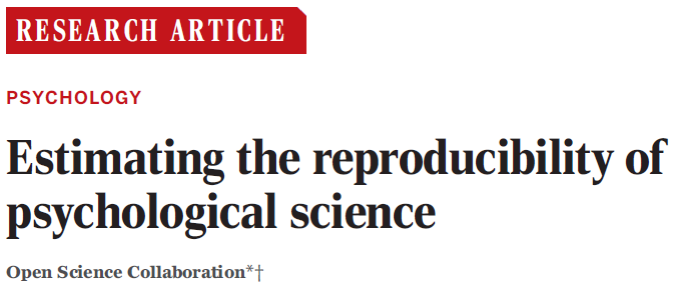 RESEARCH ARTICLE
PSYCHOLOGY
Estimating the reproducibility of
psychological science
Open Science Collaboration*†